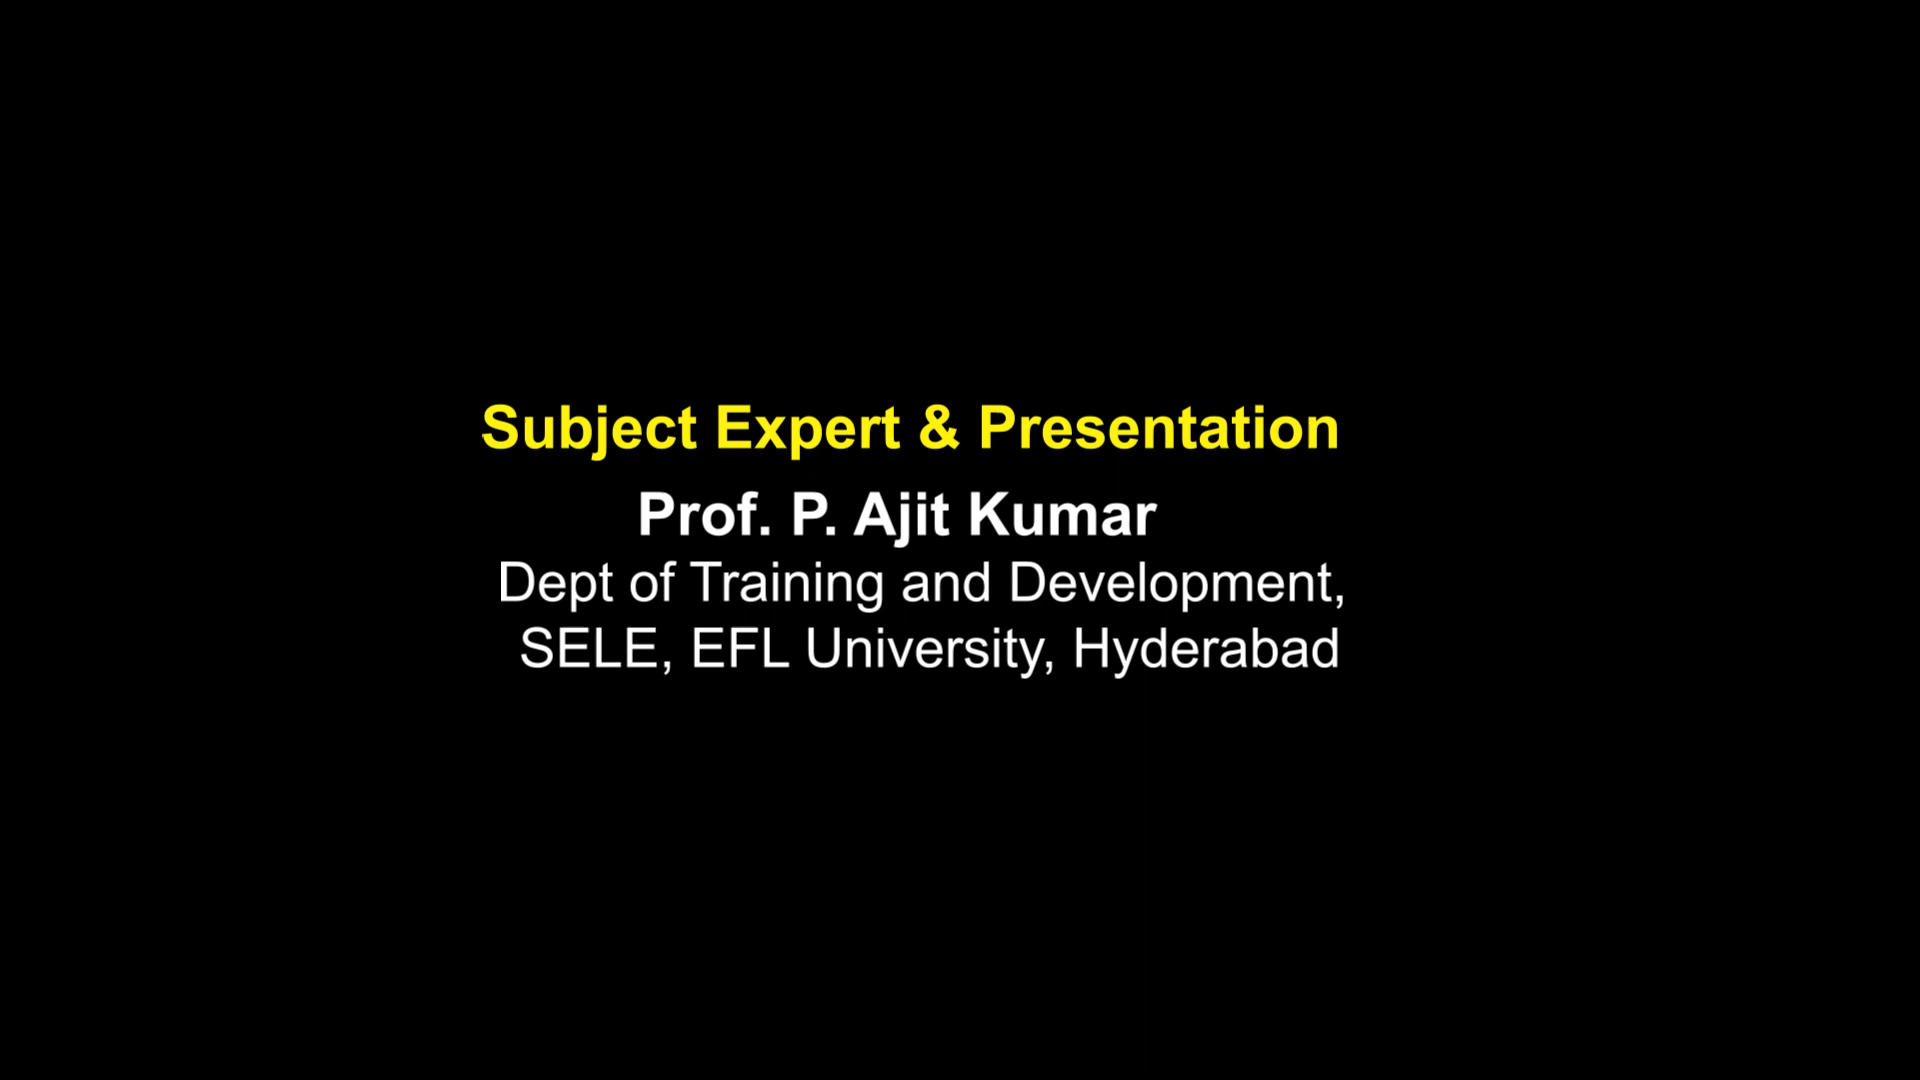 Subject Expert & Presentation
Prof. P. Ajit Kumar
Dept of Training and Development,
SELE, EFL University, Hyderabad